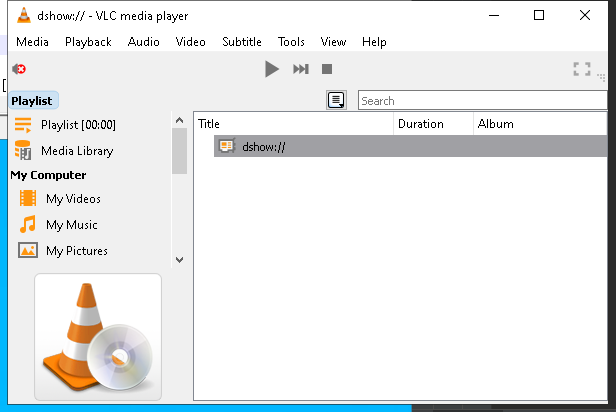 dshow:// - VLC media player
Media Playback Audio Video Subtitle Tools View Help
Playlist
Search
Playlist [00:00]
Media Library
My Computer
My Videos
My Music
My Pictures
Title Duration Album
dshow://